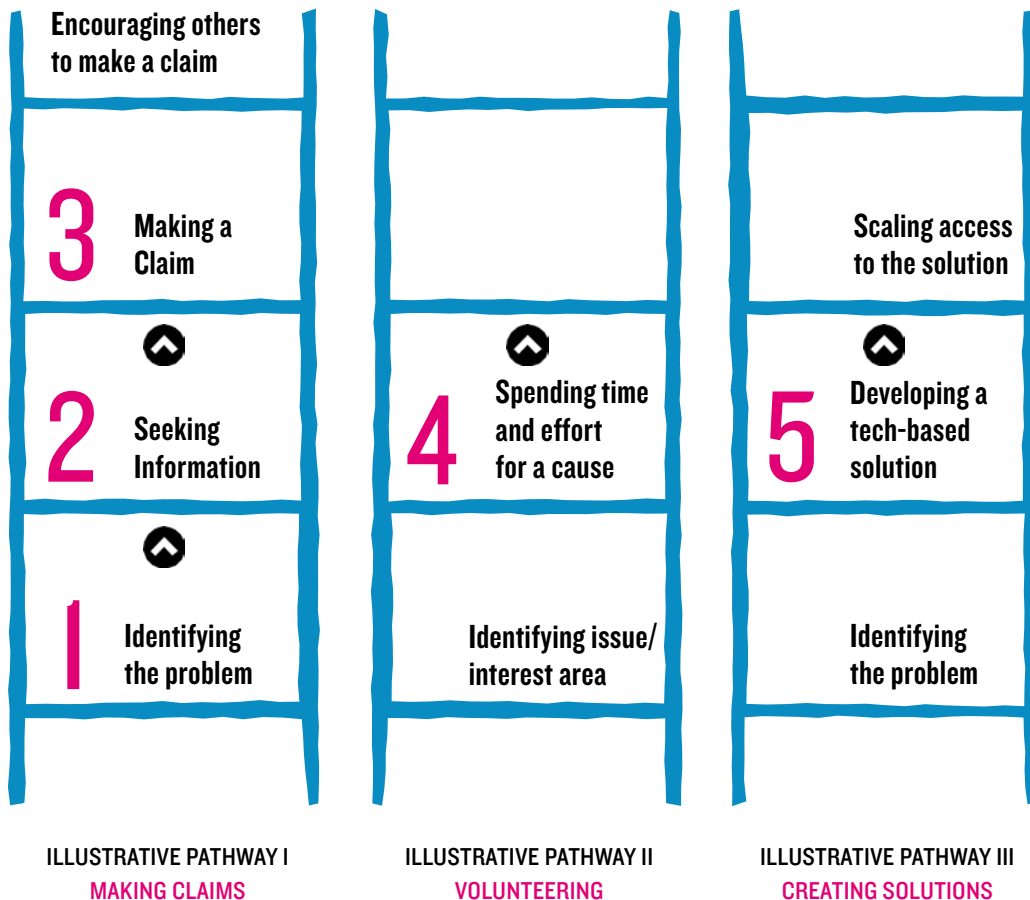 Encouraging others
to make a claim
3
Making a
Claim
2
Seeking
Information
1
Identifying
the problem
ILLUSTRATIVE PATHWAY I
MAKING CLAIMS
4
Spending time
and effort
for a cause
Identifying issue/
interest area
ILLUSTRATIVE PATHWAY II
VOLUNTEERING
Scaling access
to the solution
5
Developing a
tech-based
solution
Identifying
the problem
ILLUSTRATIVE PATHWAY III
CREATING SOLUTIONS